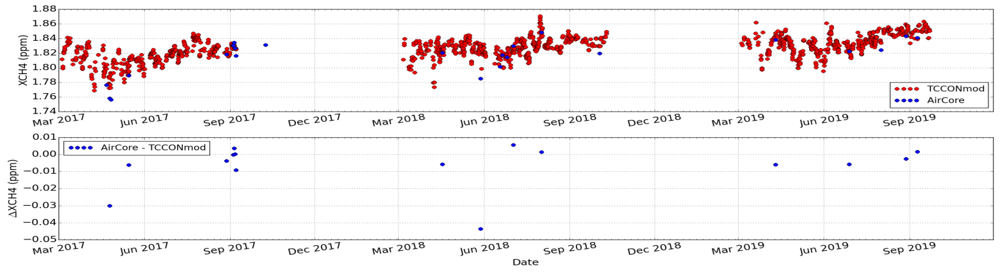 XCH4 (ppm)
1.88
1.86
1.84
1.82
1.80
1.78
1.76
1.74
TCCONmod
AirCore
Mar 2017
Jun 2017
Sep 2017
Dec 2017
Mar 2018
Jun 2018
Sep 2018
Dec 2018
Mar 2019
Jun 2019
Sep 2019
ΔXCH4 (ppm)
0.01
0.00
−0.01
−0.02
−0.03
−0.04
−0.05
AirCore - TCCONmod
Mar 2017
Jun 2017
Sep 2017
Dec 2017
Mar 2018
Jun 2018
Sep 2018
Dec 2018
Mar 2019
Jun 2019
Sep 2019
Date